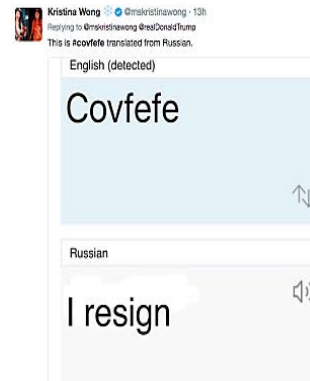 Kristina Wong @mskristinawong · 13h
Replying to @mskristinawong @realDonaldTrump
This is #covfefe translated from Russian.
English (detected)
Covfefe
Russian
I resign